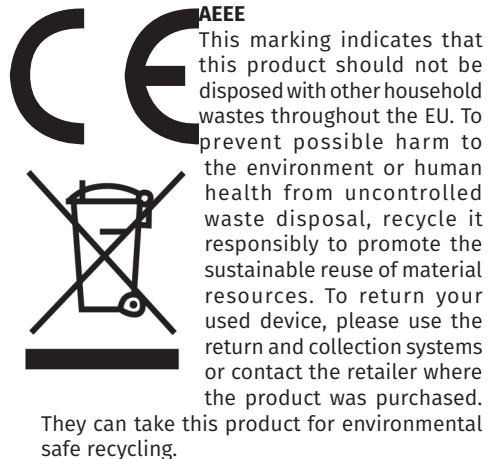 AEEE
This marking indicates that
this product should not be
disposed with other household
wastes throughout the EU. To
prevent possible harm to
the environment or human
health from uncontrolled
waste disposal, recycle it
responsibly to promote the
sustainable reuse of material
resources. To return your
used device, please use the
return and collection systems
or contact the retailer where
the product was purchased.
They can take this product for environmental
safe recycling.